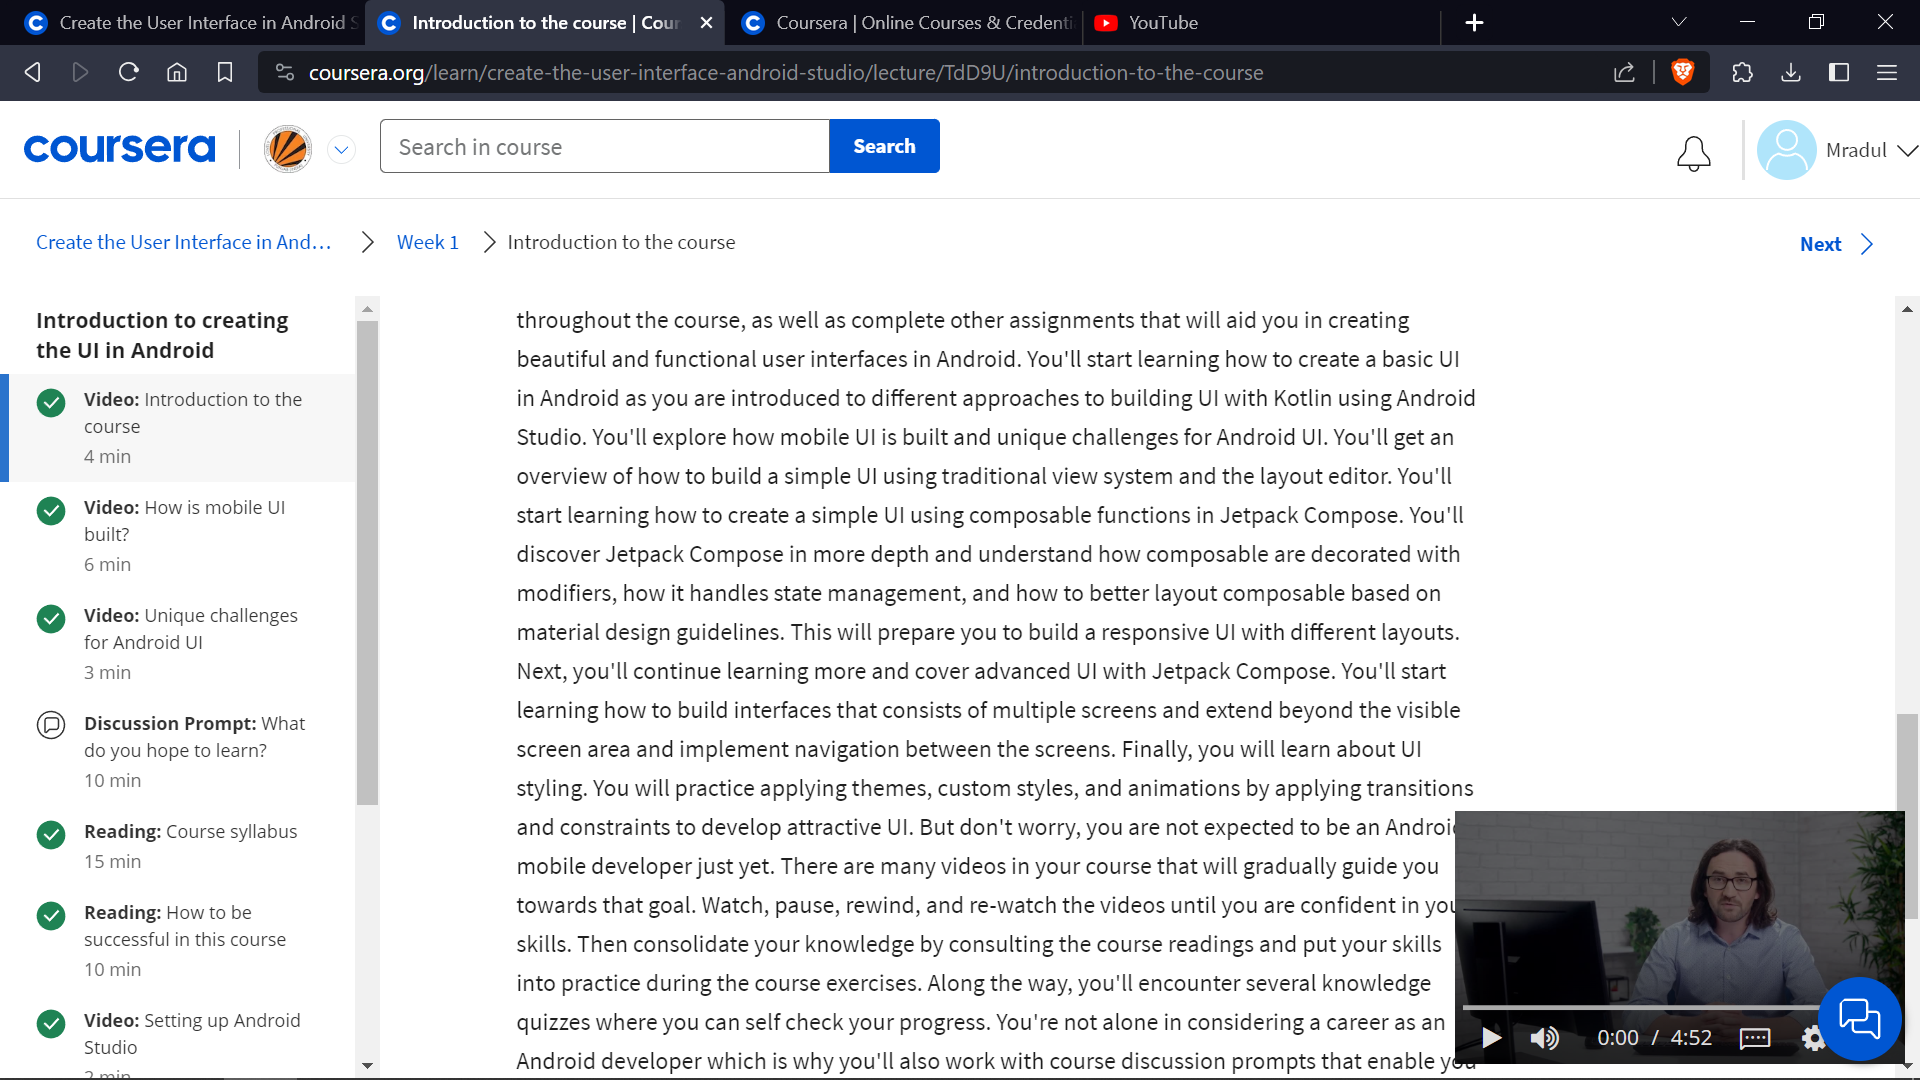 Create the User Interface in Android S
Introduction to the course | Cour
Coursera | Online Courses & Credenti
YouTube
coursera.org/learn/create-the-user-interface-android-studio/lecture/TdD9U/introduction-to-the-course
coursera
Search in course
Search
Mradul
Create the User Interface in And...
Week 1
Introduction to the course
Next
Introduction to creating
the UI in Android
Video: Introduction to the
course
4 min
Video: How is mobile UI
built?
6 min
Video: Unique challenges
for Android UI
3 min
Discussion Prompt: What
do you hope to learn?
10 min
Reading: Course syllabus
15 min
Reading: How to be
successful in this course
10 min
Video: Setting up Android
Studio
2 min
throughout the course, as well as complete other assignments that will aid you in creating
beautiful and functional user interfaces in Android. You'll start learning how to create a basic UI
in Android as you are introduced to different approaches to building UI with Kotlin using Android
Studio. You'll explore how mobile UI is built and unique challenges for Android UI. You'll get an
overview of how to build a simple UI using traditional view system and the layout editor. You'll
start learning how to create a simple UI using composable functions in Jetpack Compose. You'll
discover Jetpack Compose in more depth and understand how composable are decorated with
modifiers, how it handles state management, and how to better layout composable based on
material design guidelines. This will prepare you to build a responsive UI with different layouts.
Next, you'll continue learning more and cover advanced UI with Jetpack Compose. You'll start
learning how to build interfaces that consists of multiple screens and extend beyond the visible
screen area and implement navigation between the screens. Finally, you will learn about UI
styling. You will practice applying themes, custom styles, and animations by applying transitions
and constraints to develop attractive UI. But don't worry, you are not expected to be an Android
mobile developer just yet. There are many videos in your course that will gradually guide you
towards that goal. Watch, pause, rewind, and re-watch the videos until you are confident in you
skills. Then consolidate your knowledge by consulting the course readings and put your skills
into practice during the course exercises. Along the way, you'll encounter several knowledge
quizzes where you can self check your progress. You're not alone in considering a career as an
Android developer which is why you'll also work with course discussion prompts that enable you
0:00 / 4:52